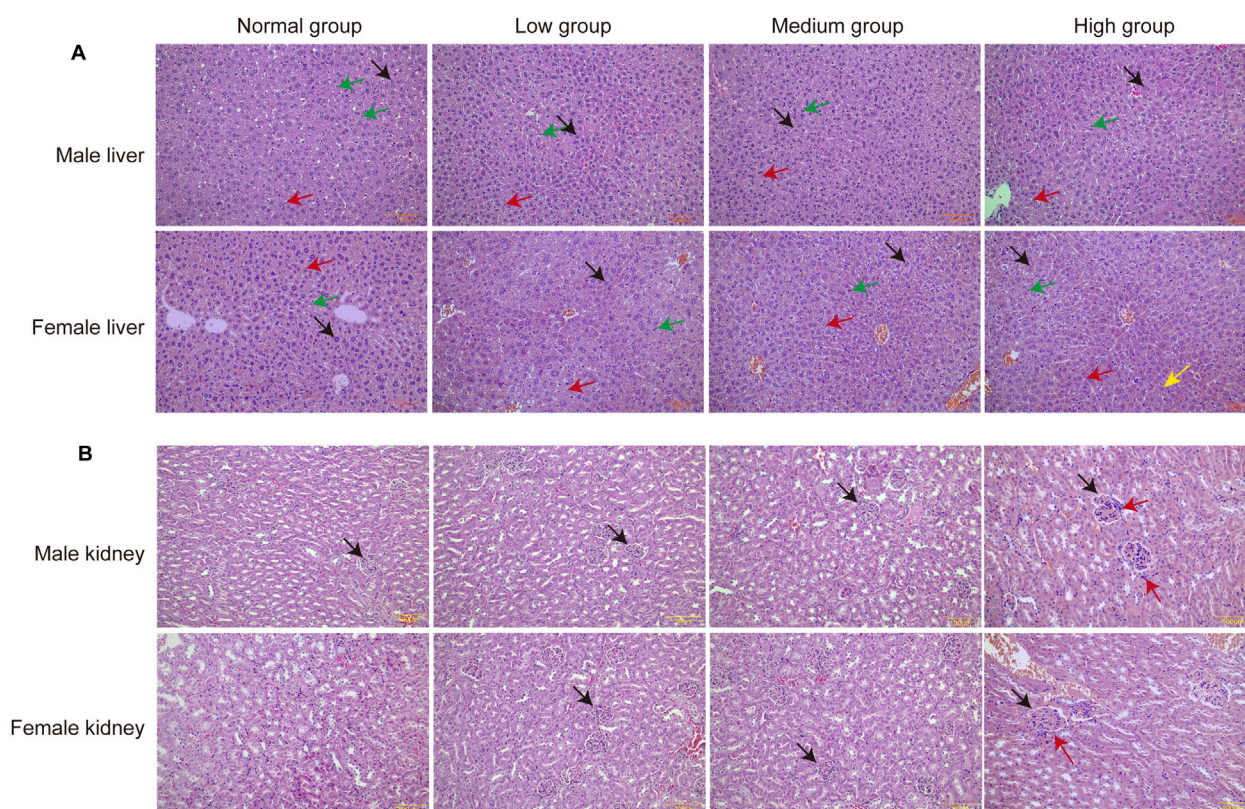 Normal group Low group Medium group High group
A
Male liver
Female liver
B
Male kidney
Female kidney